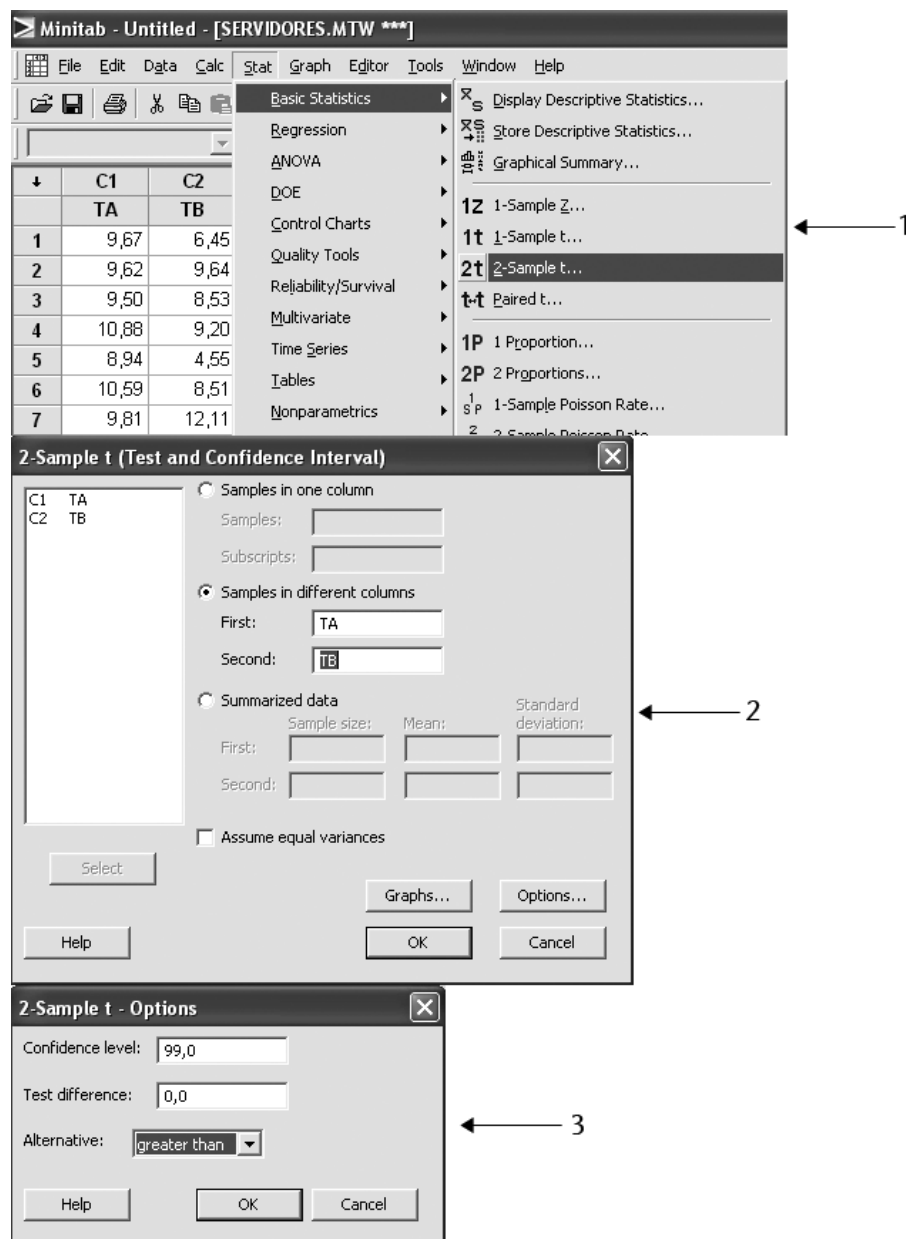 Minitab - Untitled - [SERVIDORES.MTW ***]
File Edit Data Calc Stat Graph Editor Tools Window Help
Basic Statistics
Regression
ANOVA
DOE
Control Charts
Quality Tools
Reliability/Survival
Multivariate
Time Series
Tables
Nonparametrics
Display Descriptive Statistics...
Store Descriptive Statistics...
Graphical Summary...
1Z 1-Sample Z...
1t 1-Sample t...
2t 2-Sample t...
t-t Paired t...
1P 1 Proportion...
2P 2 Proportions...
1-Sample Poisson Rate...
2-Sample Poisson Rate
1
C1 C2
TA TB
1 9,67 6,45
2 9,62 9,64
3 9,50 8,53
4 10,88 9,20
5 8,94 4,55
6 10,59 8,51
7 9,81 12,11
2-Sample t (Test and Confidence Interval)
C1 TA
C2 TB
Samples in one column
Samples:
Subscripts:
Samples in different columns
First: TA
Second: TB
Summarized data
Sample size: Mean: Standard deviation:
First:
Second:
Assume equal variances
Select
Graphs... Options...
Help OK Cancel
2
2-Sample t - Options
Confidence level: 99,0
Test difference: 0,0
Alternative: greater than
Help OK Cancel
3